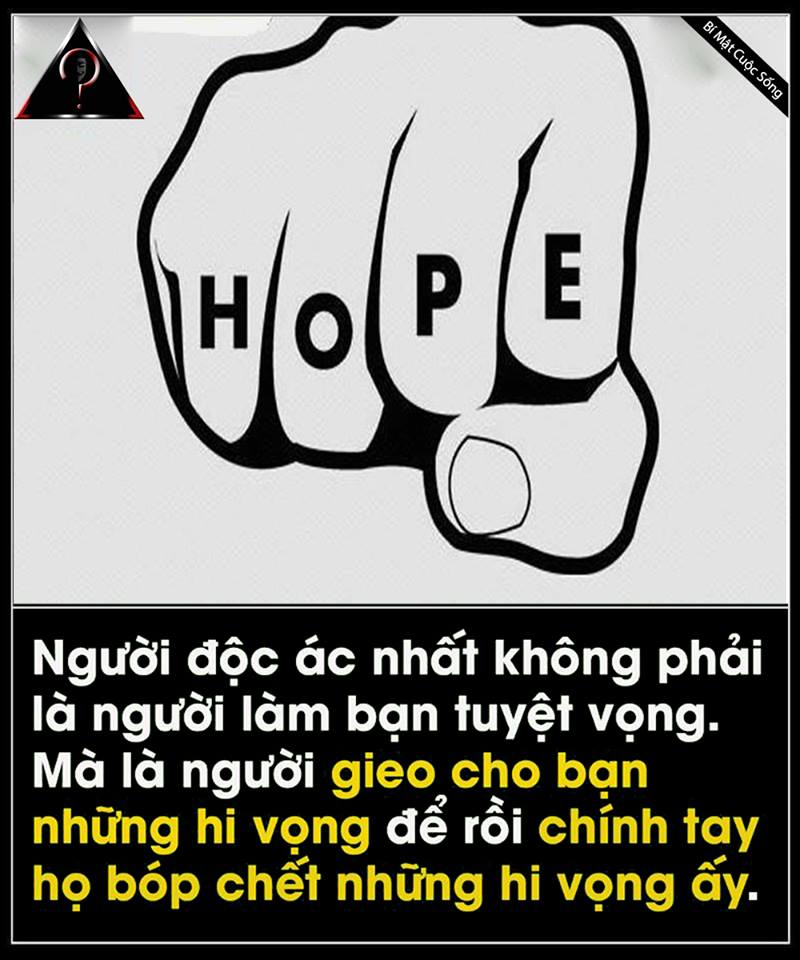 Bí Mật Cuộc Sống
?
H O P E
Người độc ác nhất không phải
là người làm bạn tuyệt vọng.
Mà là người gieo cho bạn
những hi vọng để rồi chính tay
họ bóp chết những hi vọng ấy.